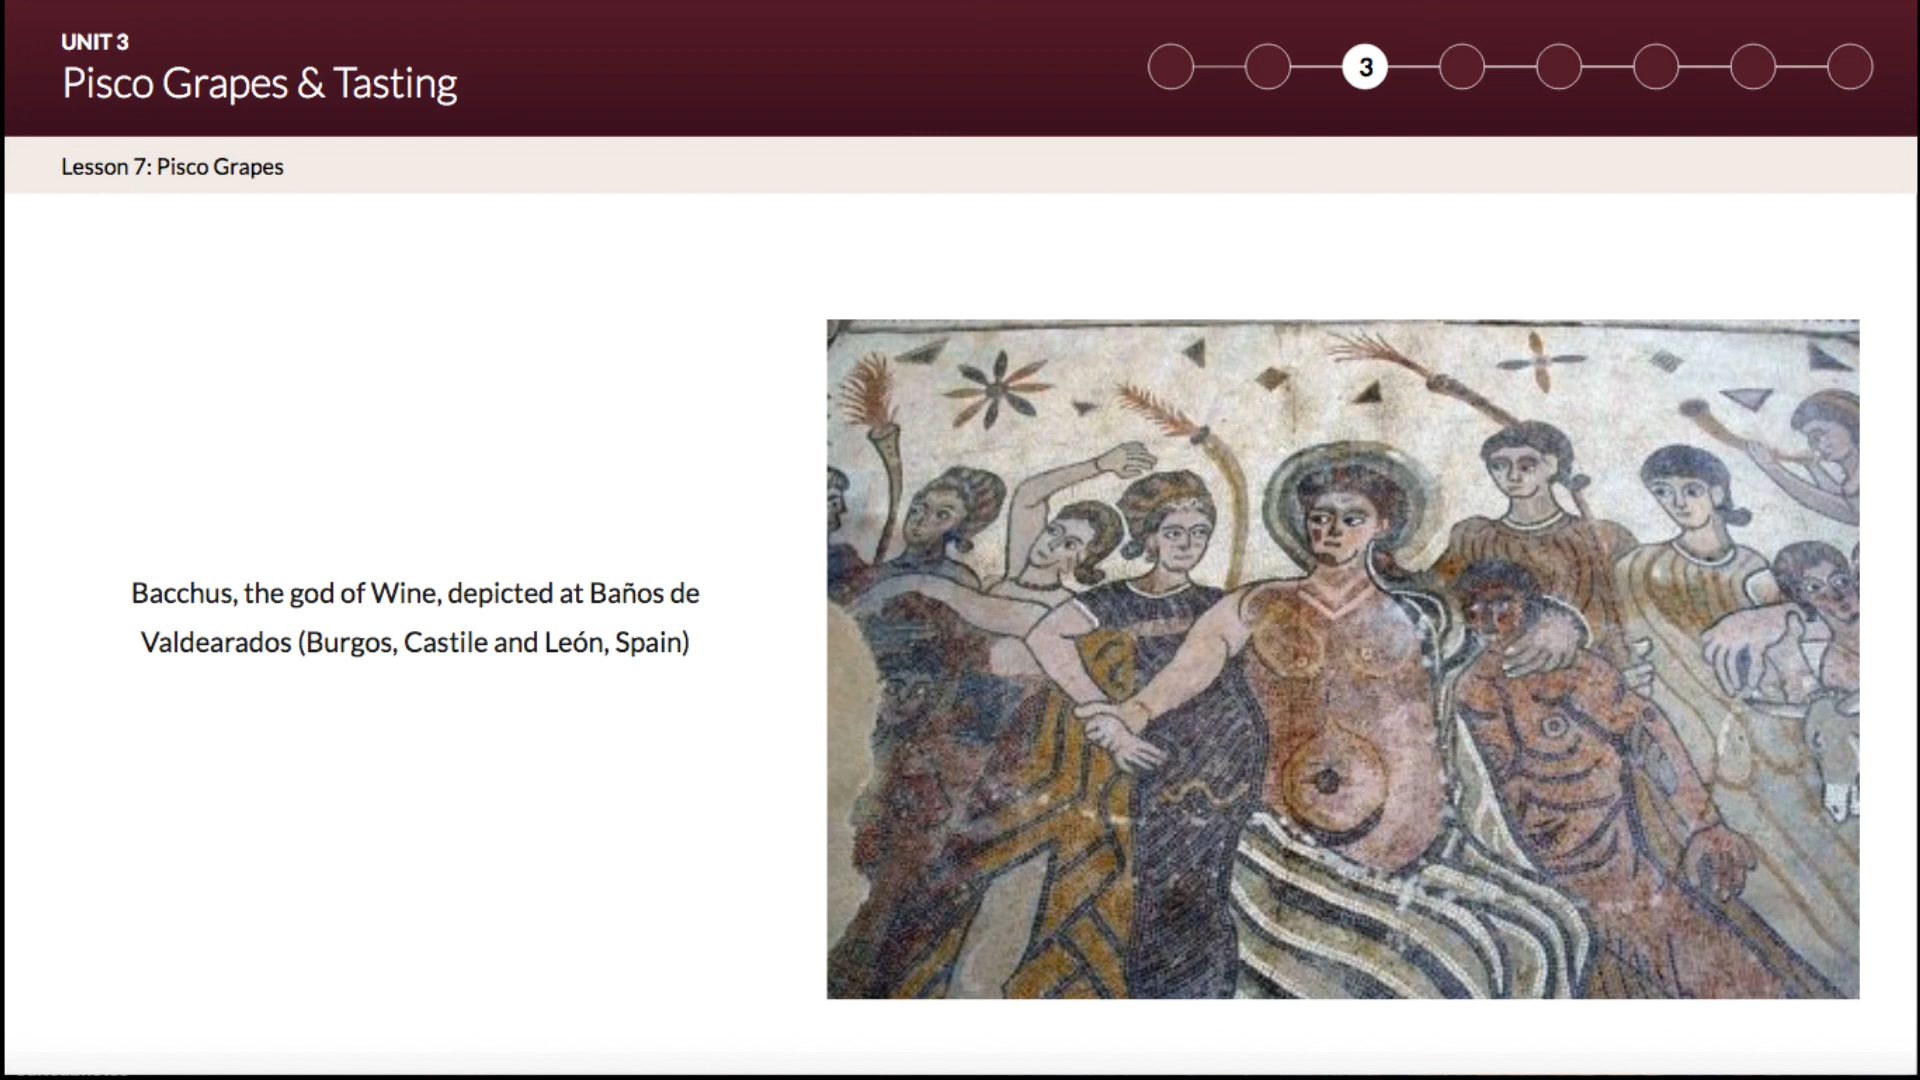 UNIT 3
Pisco Grapes & Tasting
3
Lesson 7: Pisco Grapes
Bacchus, the god of Wine, depicted at Baños de
Valdearados (Burgos, Castile and León, Spain)